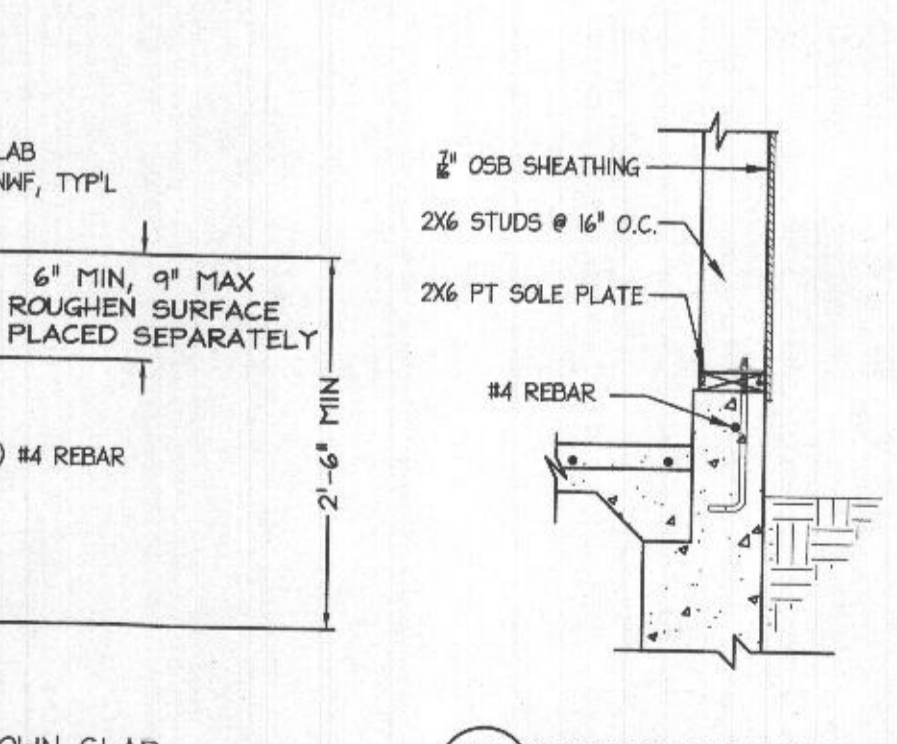 LAB
NWF, TYP'L
6" MIN, 9" MAX
ROUGHEN SURFACE
PLACED SEPARATELY
) #4 REBAR
2'-6" MIN
7/16" OSB SHEATHING
2X6 STUDS @ 16" O.C.
2X6 PT SOLE PLATE
#4 REBAR